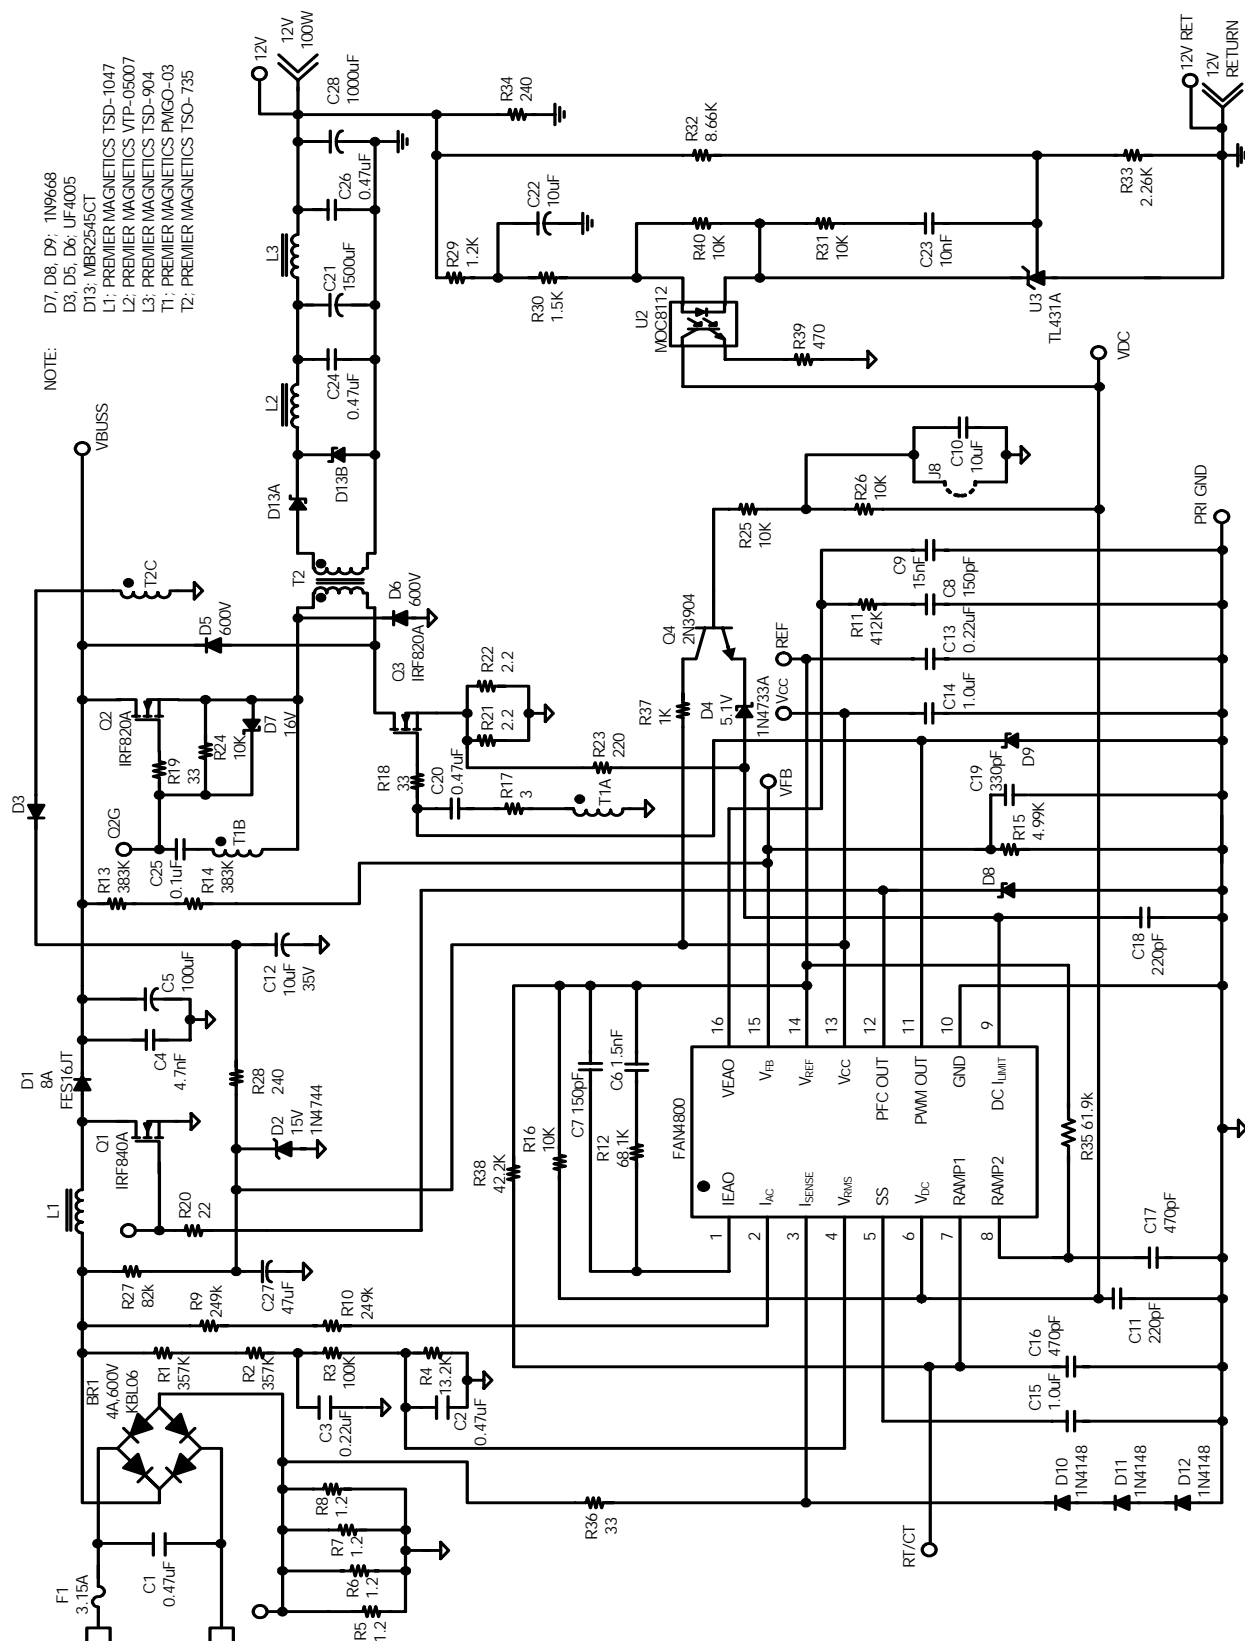 NOTE:
D7, D8, D9; 1N9668
D3, D5, D6; UF4005
D13; MBR2545CT
L1; PREMIER MAGNETICS TSD-1047
L2; PREMIER MAGNETICS VTP-05007
L3; PREMIER MAGNETICS TSD-904
T1; PREMIER MAGNETICS PMGO-03
T2; PREMIER MAGNETICS TSO-735
F1
3.15A
C1
0.47uF
BR1
4A,600V
KBL06
R5
1.2
R6
1.2
R7
1.2
R8
1.2
R1
357K
R2
357K
R3
100K
R4
13.2K
C3
0.22uF
C2
0.47uF
R9
249k
R10
249k
R27
82k
C27
47uF
L1
R20
22
Q1
IRF840A
D1
8A
FES16JT
D2
15V
1N4744
R28
240
C4
4.7nF
C5
100uF
C12
10uF
35V
D3
R13
383K
R14
383K
Q2G
C25
0.1uF
T1B
R19
33
Q2
IRF820A
R24
10K
D7
16V
D5
600V
T2C
VBUSS
T2
D6
600V
Q3
IRF820A
R18
33
C20
0.47uF
R17
3
T1A
R21
2.2
R22
2.2
R23
220
D13A
D13B
L2
C24
0.47uF
C21
1500uF
L3
C26
0.47uF
C28
1000uF
12V
12V
100W
R34
240
R29
1.2K
C22
10uF
R30
1.5K
R32
8.66K
R40
10K
R31
10K
C23
10nF
R33
2.26K
U2
MOC8112
R39
470
U3
TL431A
12V RET
12V
RETURN
VDC
R37
1K
Q4
2N3904
D4
5.1V
1N4733A
R25
10K
R26
10K
J8
C10
10uF
REF
Vcc
VFB
C9
15nF
R11
412K
C8
150pF
C13
0.22uF
C14
1.0uF
D9
C19
330pF
R15
4.99K
D8
C18
220pF
PRI GND
R38
42.2K
R16
10K
C7 150pF
C6 1.5nF
R12
68.1K
FAN4800
1
IEAO
2
IAC
3
ISENSE
4
VRMS
5
SS
6
VDC
7
RAMP1
8
RAMP2
16
VEAO
15
VFB
14
VREF
13
VCC
12
PFC OUT
11
PWM OUT
10
GND
9
DC ILIMIT
R35 61.9k
C17
470pF
C11
220pF
C16
470pF
C15
1.0uF
R36
33
RT/CT
D10
1N4148
D11
1N4148
D12
1N4148